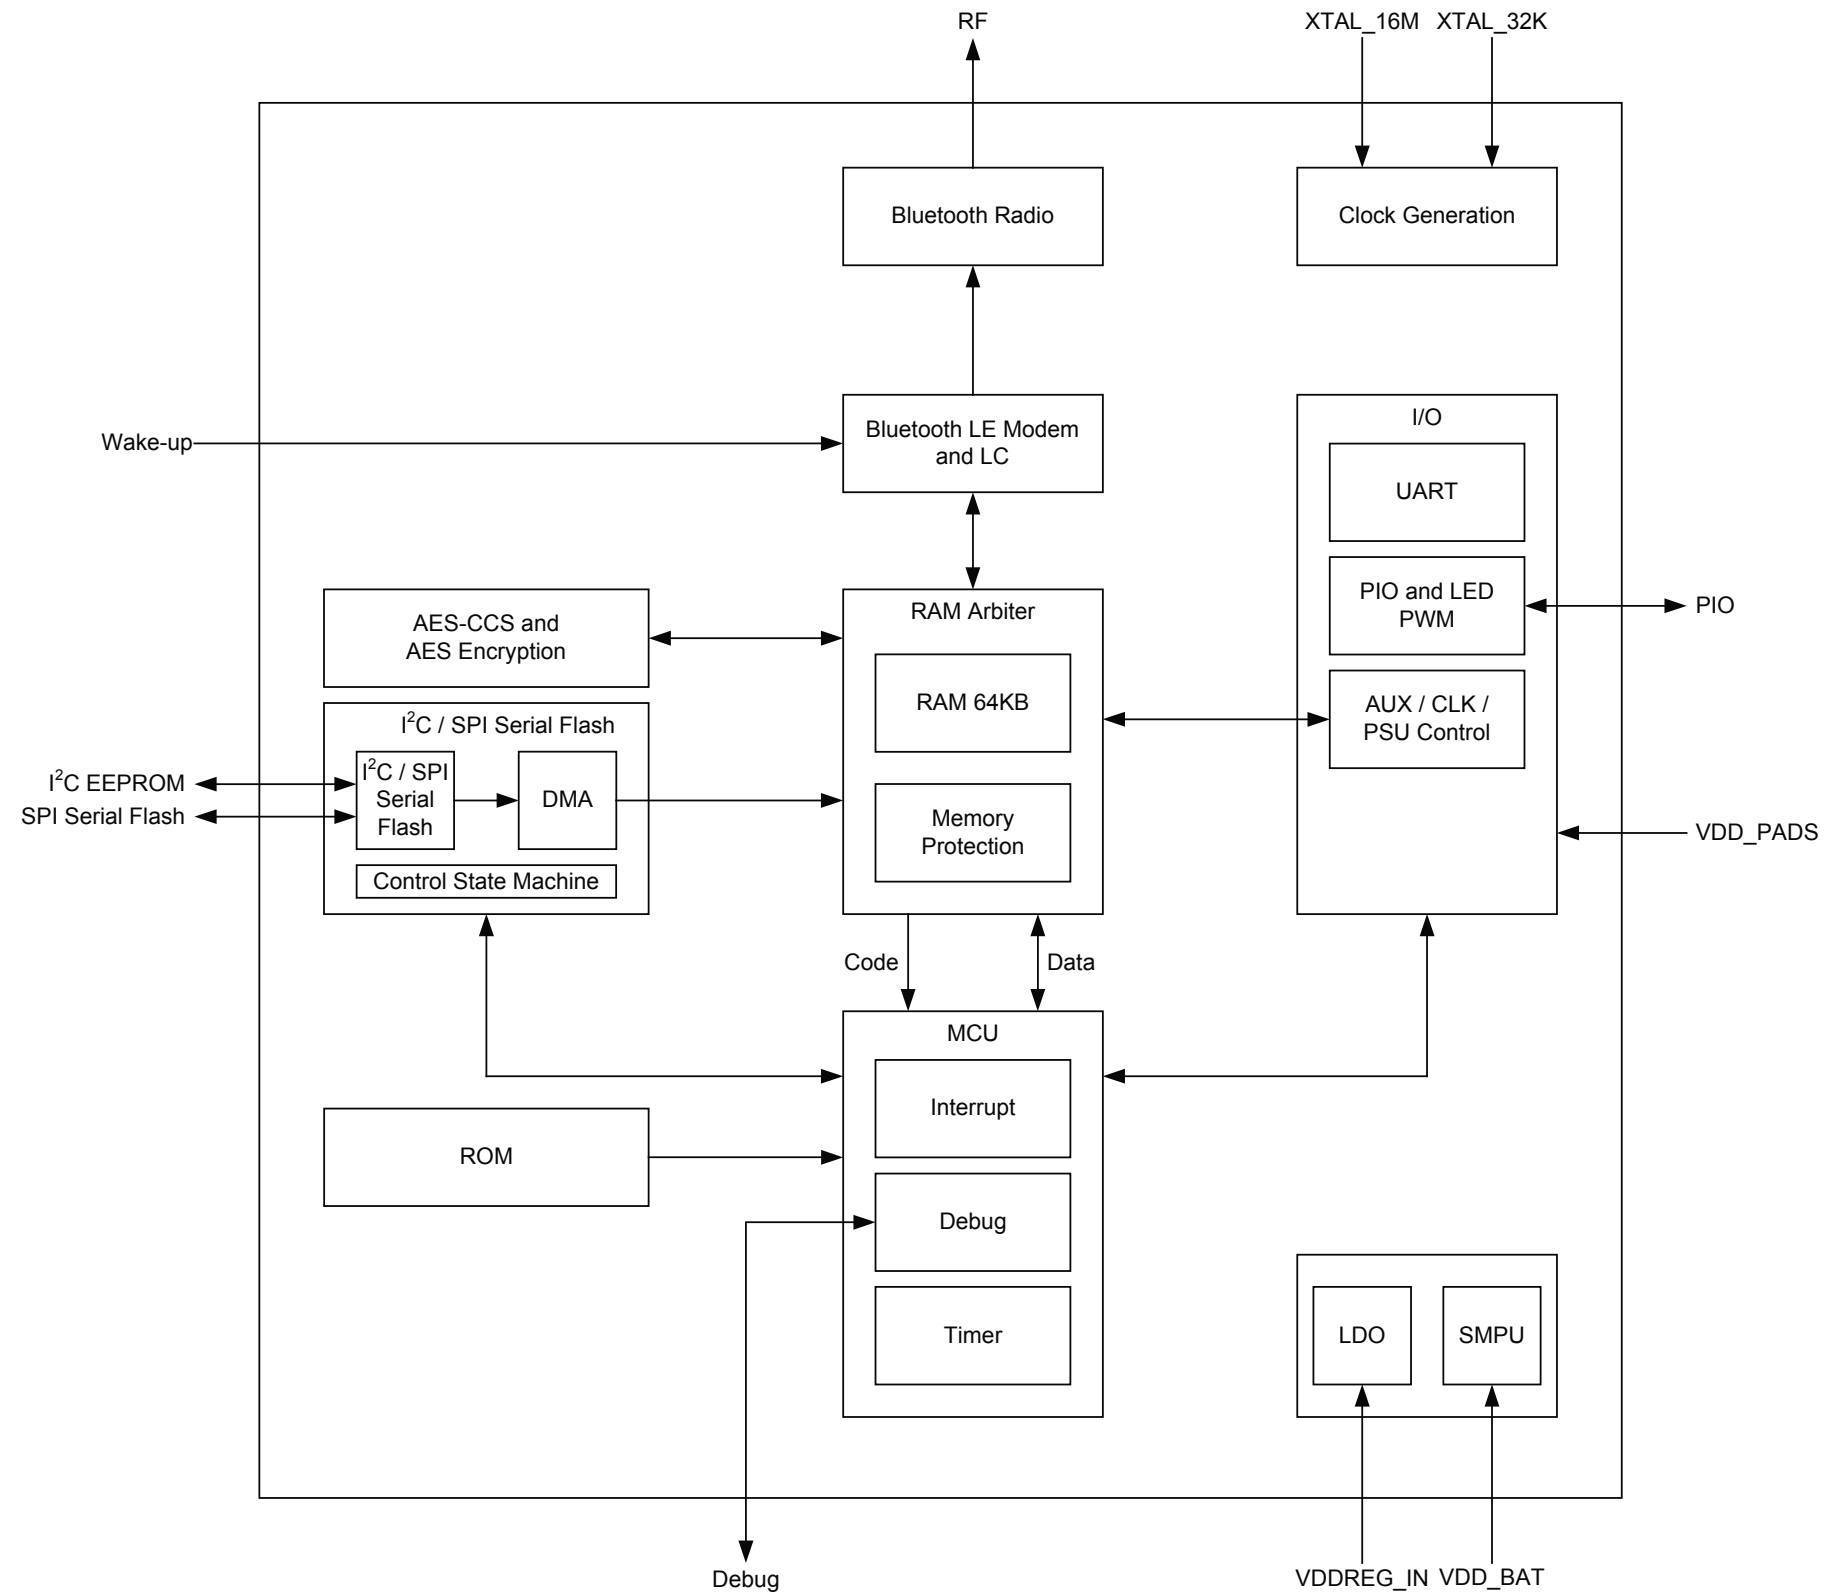 RF
XTAL_16M XTAL_32K
Bluetooth Radio
Clock Generation
Wake-up
Bluetooth LE Modem
and LC
I/O
UART
PIO and LED
PWM
PIO
AUX / CLK /
PSU Control
VDD_PADS
AES-CCS and
AES Encryption
RAM Arbiter
RAM 64KB
Memory
Protection
I²C / SPI Serial Flash
I²C / SPI
Serial
Flash
DMA
Control State Machine
I²C EEPROM
SPI Serial Flash
Code
Data
MCU
Interrupt
Debug
Timer
ROM
LDO
SMPU
Debug
VDDREG_IN VDD_BAT